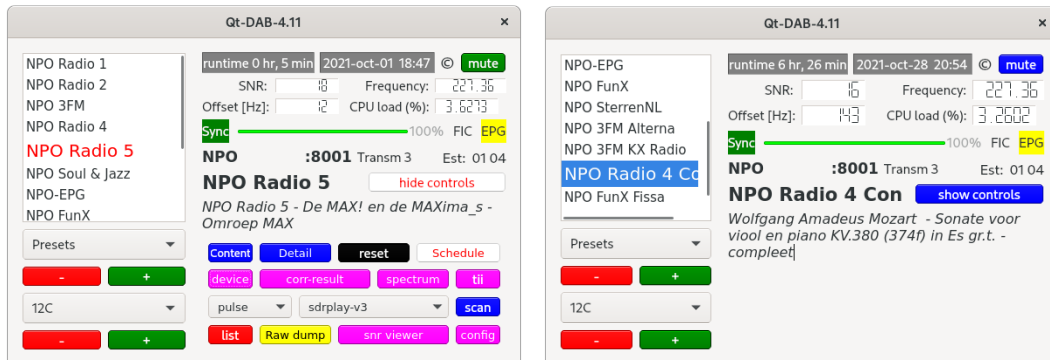 Qt-DAB-4.11 ×
NPO Radio 1
NPO Radio 2
NPO 3FM
NPO Radio 4
NPO Radio 5
NPO Soul & Jazz
NPO-EPG
NPO FunX
Presets
- +
12C
- +
runtime 0 hr, 5 min 2021-oct-01 18:47 © mute
SNR: 18 Frequency: 227.36
Offset [Hz]: 12 CPU load (%): 3.6273
Sync 100% FIC EPG
NPO :8001 Transm 3 Est: 01 04
NPO Radio 5 hide controls
NPO Radio 5 - De MAX! en de MAXima_s -
Omroep MAX
Content Detail reset Schedule
device corr-result spectrum tii
pulse sdrplay-v3 scan
list Raw dump snr viewer config
Qt-DAB-4.11 ×
NPO-EPG
NPO FunX
NPO SterrenNL
NPO 3FM Alterna
NPO 3FM KX Radio
NPO Radio 4 Co
NPO FunX Fissa
Presets
- +
12C
- +
runtime 6 hr, 26 min 2021-oct-28 20:54 © mute
SNR: 16 Frequency: 227.36
Offset [Hz]: 143 CPU load (%): 3.2602
Sync 100% FIC EPG
NPO :8001 Transm 3 Est: 01 04
NPO Radio 4 Con show controls
Wolfgang Amadeus Mozart - Sonate voor
viool en piano KV.380 (374f) in Es gr.t. -
compleet